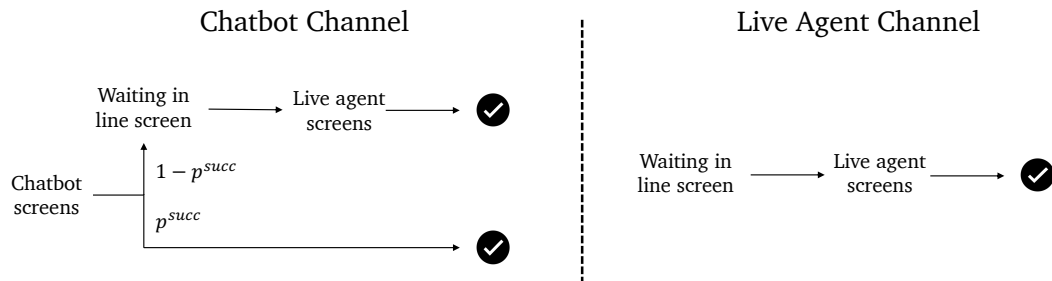 Chatbot Channel
Live Agent Channel
Waiting in
line screen
Live agent
screens
1 − p^{succ}
Chatbot
screens
p^{succ}
Waiting in
line screen
Live agent
screens